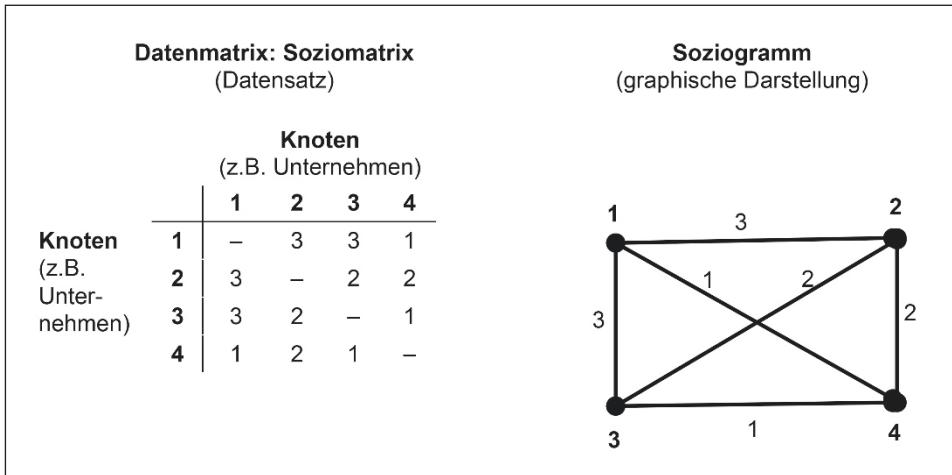 Datenmatrix: Soziomatrix
(Datensatz)
Knoten
(z.B. Unternehmen)
1 2 3 4
Knoten
(z.B.
Unter-
nehmen)
1 – 3 3 1
2 3 – 2 2
3 3 2 – 1
4 1 2 1 –
Soziogramm
(graphische Darstellung)
1
2
3
1
2
3
2
3
1
4